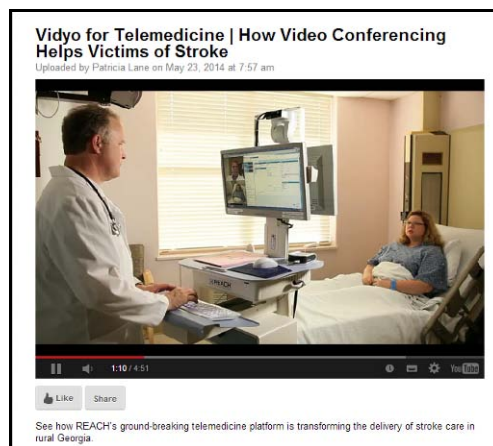 Vidyo for Telemedicine | How Video Conferencing
Helps Victims of Stroke
Uploaded by Patricia Lane on May 23, 2014 at 7:57 am
REACH
1:10 / 4:51
YouTube
Like Share
See how REACH's ground-breaking telemedicine platform is transforming the delivery of stroke care in
rural Georgia.